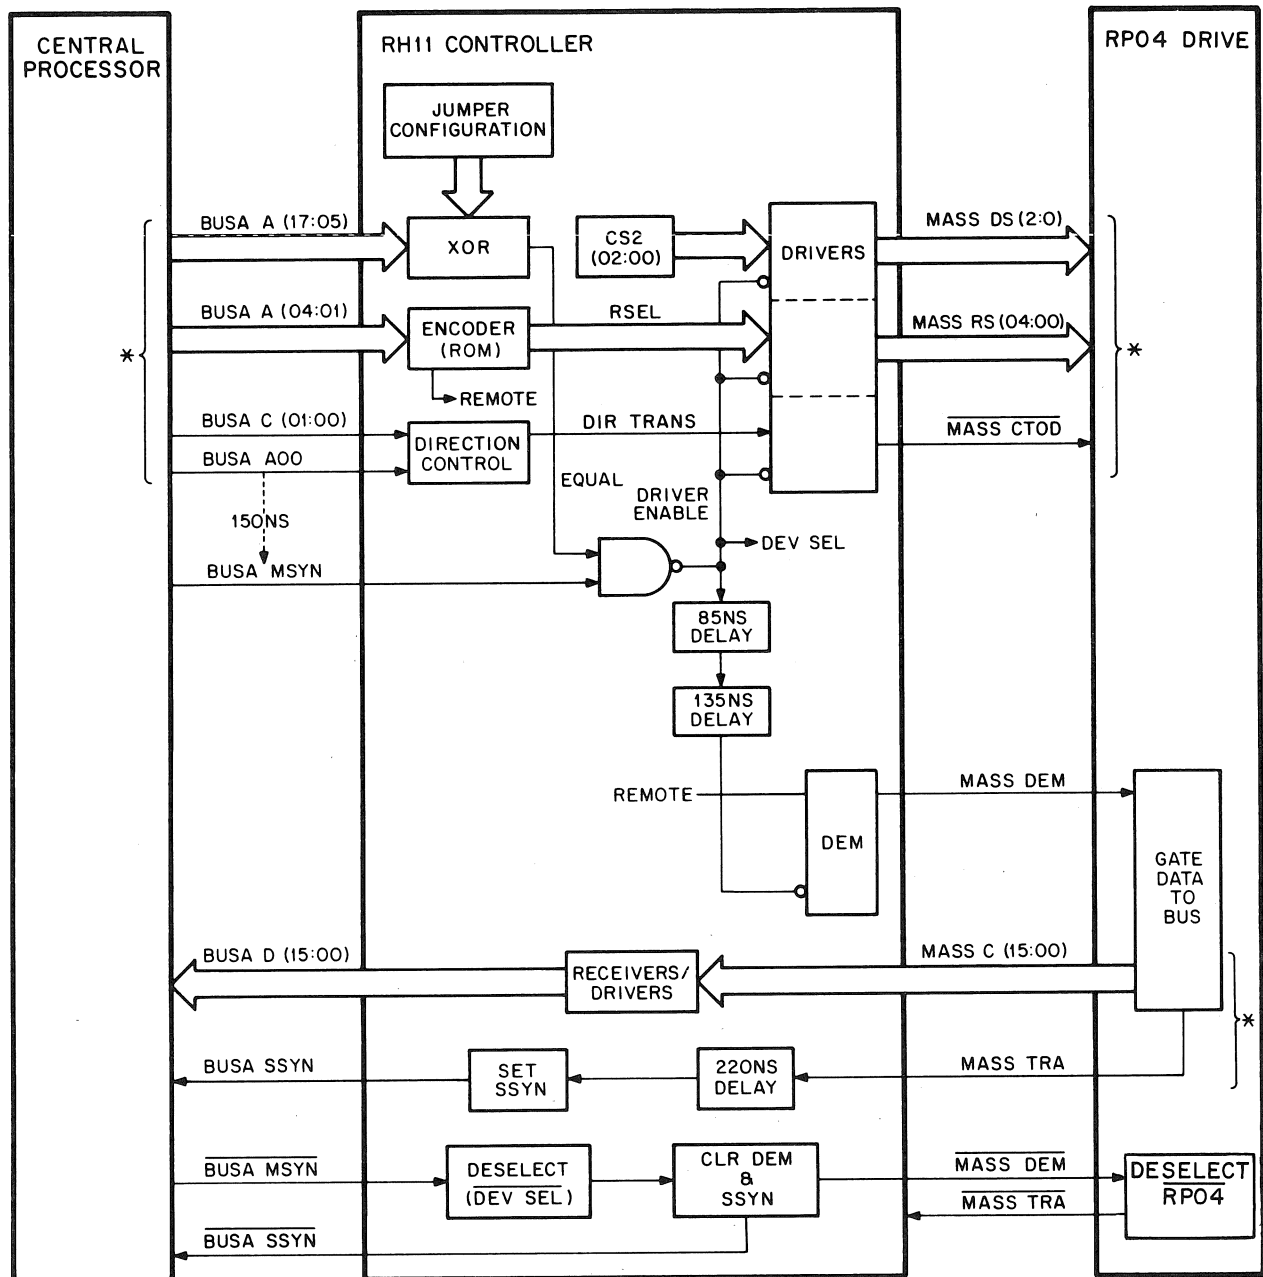 CENTRAL
PROCESSOR
RH11 CONTROLLER
RP04 DRIVE
JUMPER
CONFIGURATION
BUSA A (17:05)
XOR
CS2
(02:00)
DRIVERS
MASS DS (2:0)
BUSA A (04:01)
ENCODER
(ROM)
RSEL
MASS RS (04:00)
*
*
REMOTE
BUSA C (01:00)
DIRECTION
CONTROL
DIR TRANS
MASS CTOD
BUSA A00
EQUAL
DRIVER
ENABLE
150NS
DEV SEL
BUSA MSYN
85NS
DELAY
135NS
DELAY
REMOTE
DEM
MASS DEM
GATE
DATA
TO
BUS
BUSA D (15:00)
RECEIVERS/
DRIVERS
MASS C (15:00)
*
BUSA SSYN
SET
SSYN
220NS
DELAY
MASS TRA
BUSA MSYN
DESELECT
(DEV SEL)
CLR DEM
&
SSYN
MASS DEM
MASS TRA
DESELECT
RP04
BUSA SSYN